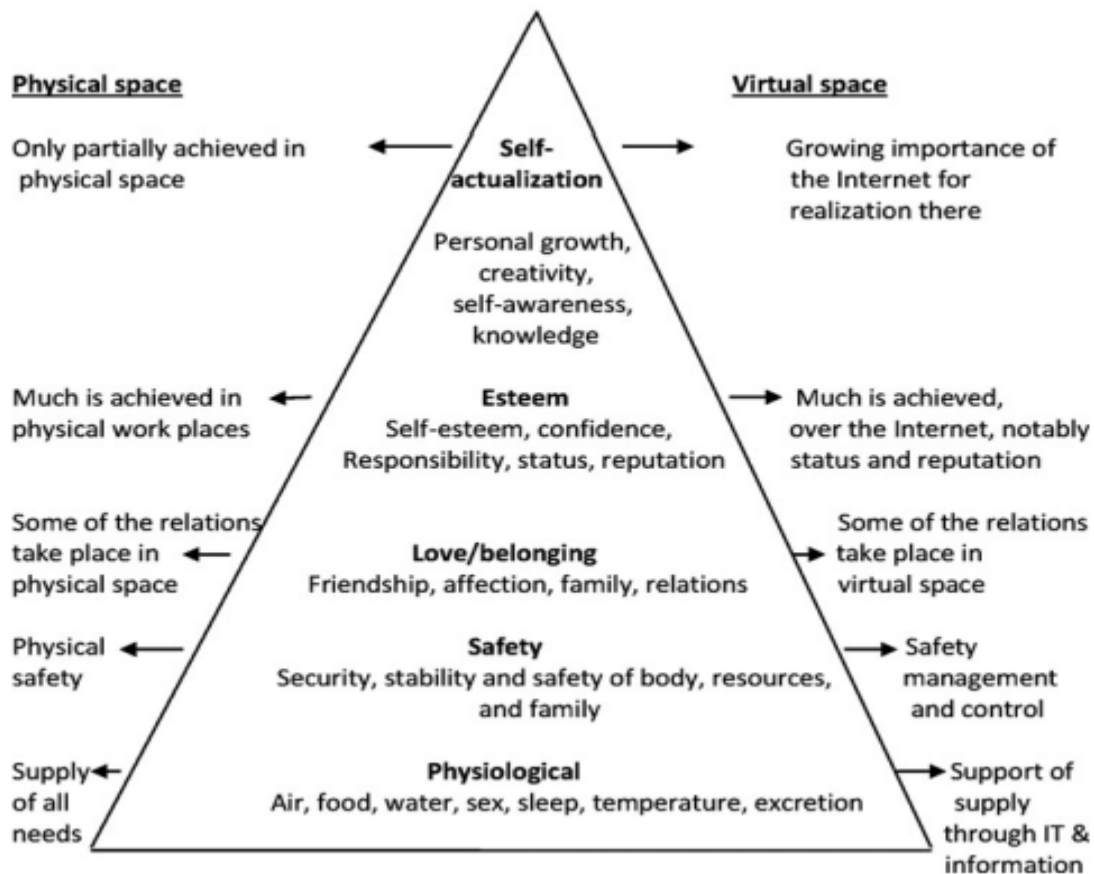 Physical space
Virtual space
Only partially achieved in
physical space
Self-
actualization
Growing importance of
the Internet for
realization there
Personal growth,
creativity,
self-awareness,
knowledge
Much is achieved in
physical work places
Esteem
Self-esteem, confidence,
Responsibility, status, reputation
Much is achieved,
over the Internet, notably
status and reputation
Some of the relations
take place in
physical space
Love/belonging
Friendship, affection, family, relations
Some of the relations
take place in
virtual space
Physical
safety
Safety
Security, stability and safety of body, resources,
and family
Safety
management
and control
Supply
of all
needs
Physiological
Air, food, water, sex, sleep, temperature, excretion
Support of
supply
through IT &
information